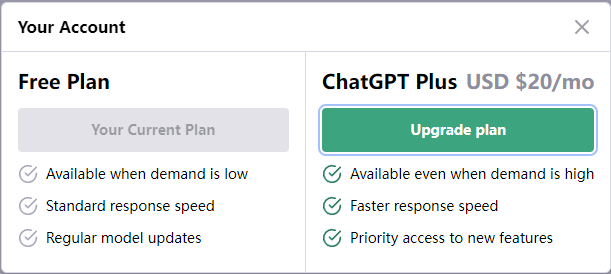 Your Account
Free Plan
Your Current Plan
Available when demand is low
Standard response speed
Regular model updates
ChatGPT Plus USD $20/mo
Upgrade plan
Available even when demand is high
Faster response speed
Priority access to new features